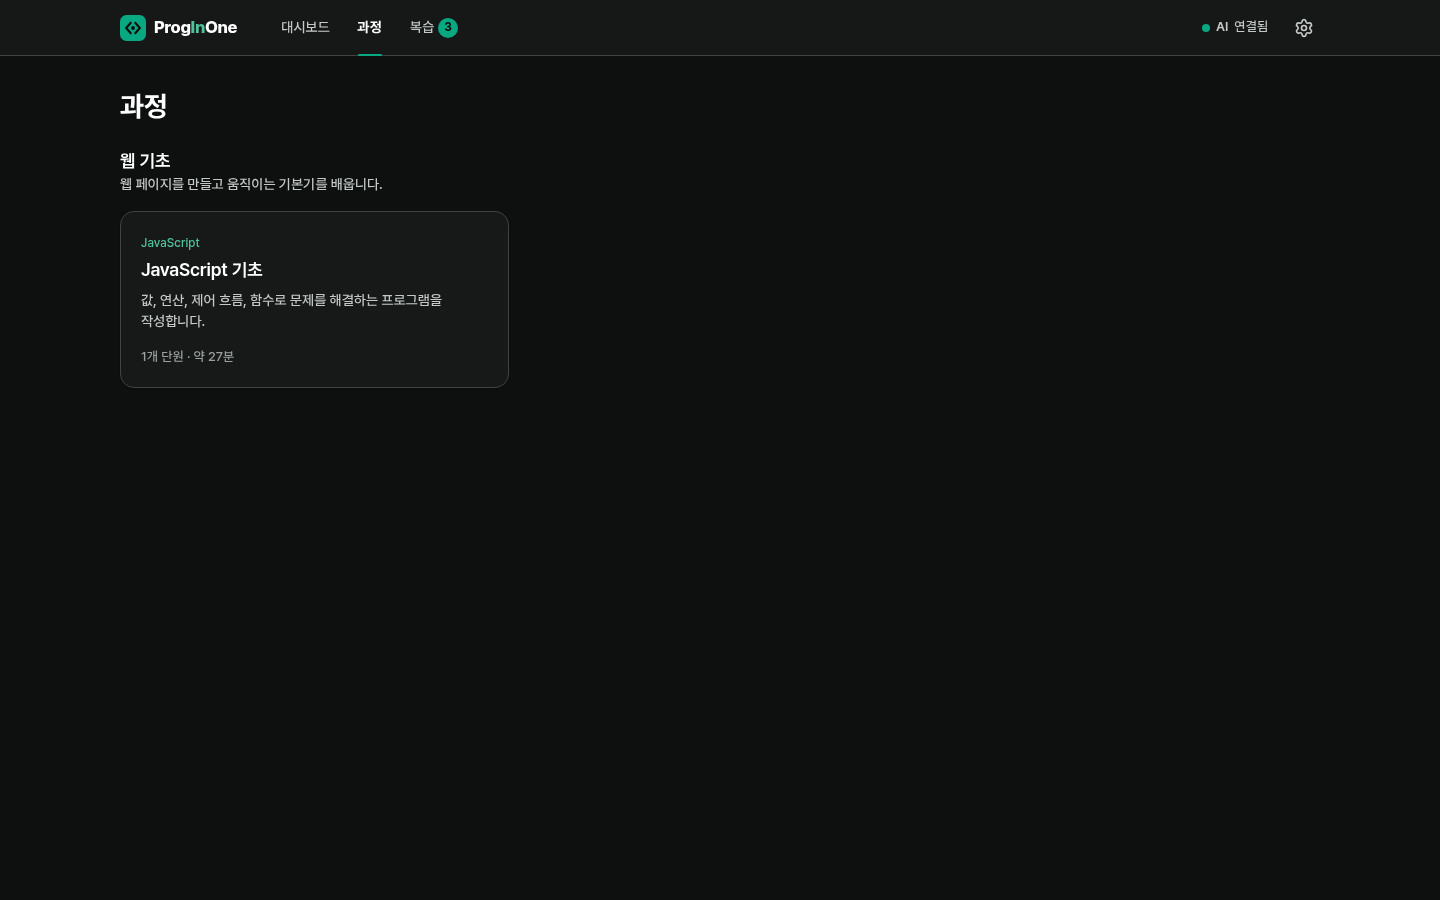 ProgInOne
대시보드
과정
복습 3
AI 연결됨
과정
웹 기초
웹 페이지를 만들고 움직이는 기본기를 배웁니다.
JavaScript
JavaScript 기초
값, 연산, 제어 흐름, 함수로 문제를 해결하는 프로그램을
작성합니다.
1개 단원 · 약 27분